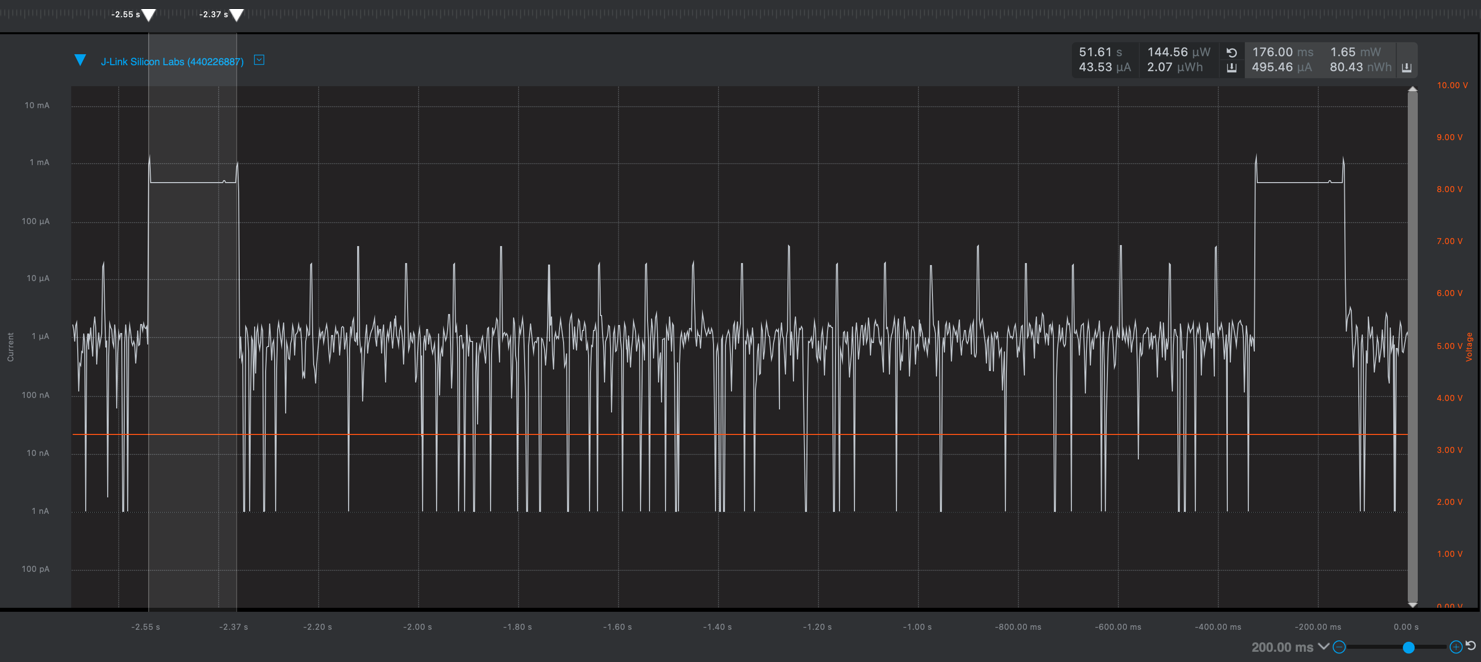 -2.55 s -2.37 s
J-Link Silicon Labs (440226887)
51.61 s 144.56 µW 176.00 ms 1.65 mW
43.53 µA 2.07 µWh 495.46 µA 80.43 nWh
10 mA
1 mA
100 µA
10 µA
1 µA
100 nA
10 nA
1 nA
100 pA
Current
10.00 V
9.00 V
8.00 V
7.00 V
6.00 V
5.00 V
4.00 V
3.00 V
2.00 V
1.00 V
0.00 V
Voltage
-2.55 s -2.37 s -2.20 s -2.00 s -1.80 s -1.60 s -1.40 s -1.20 s -1.00 s -800.00 ms -600.00 ms -400.00 ms -200.00 ms 0.00 s
200.00 ms